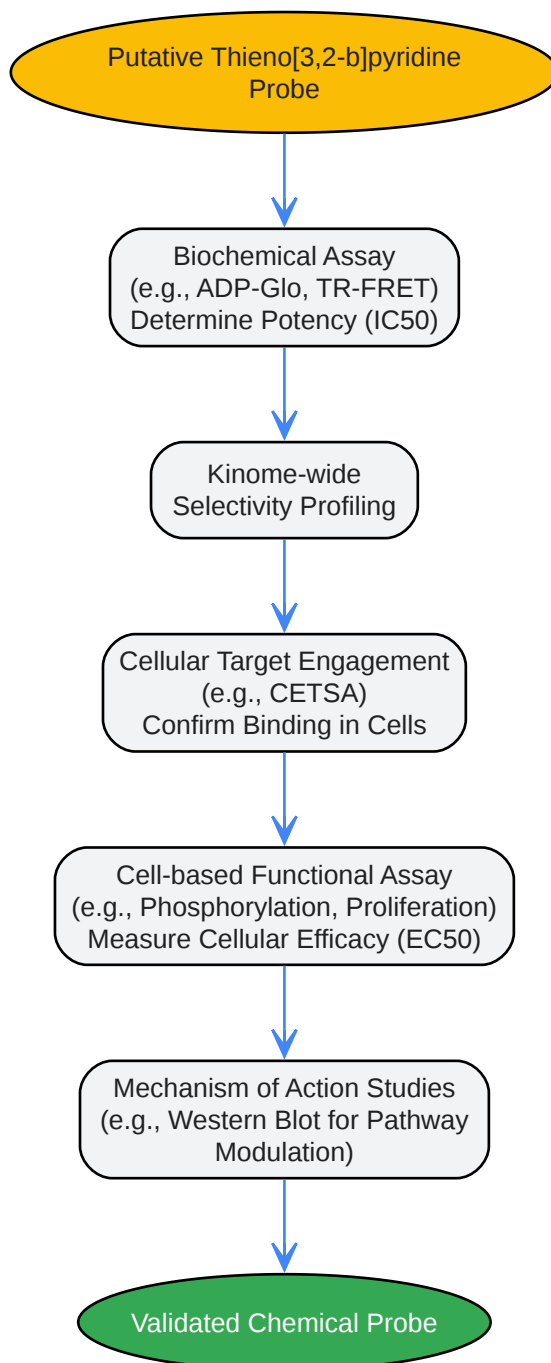 Putative Thieno[3,2-b]pyridine
Probe
Biochemical Assay
(e.g., ADP-Glo, TR-FRET)
Determine Potency (IC50)
Kinome-wide
Selectivity Profiling
Cellular Target Engagement
(e.g., CETSA)
Confirm Binding in Cells
Cell-based Functional Assay
(e.g., Phosphorylation, Proliferation)
Measure Cellular Efficacy (EC50)
Mechanism of Action Studies
(e.g., Western Blot for Pathway
Modulation)
Validated Chemical Probe